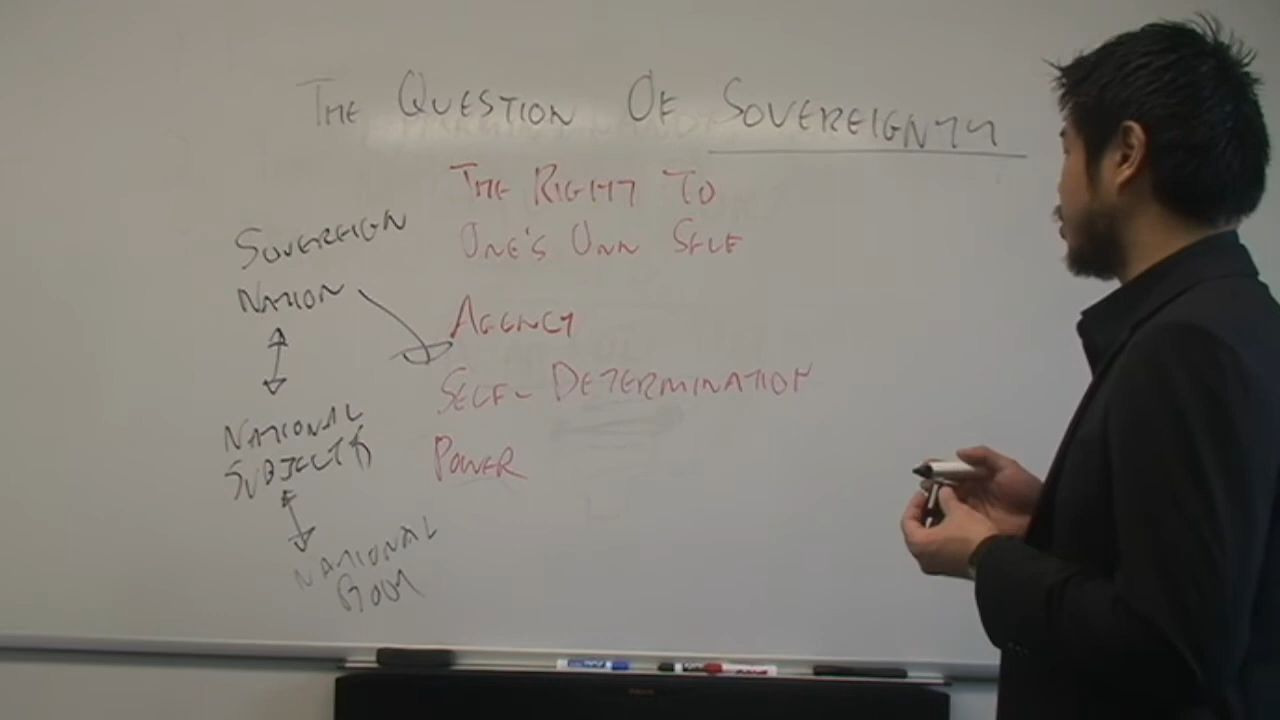 THE QUESTION OF SOVEREIGNTY
THE RIGHT TO
ONE'S OWN SELF
SOVEREIGN
NATION
AGENCY
SELF-DETERMINATION
POWER
NATIONAL
SUBJECTS
NATIONAL
BODY